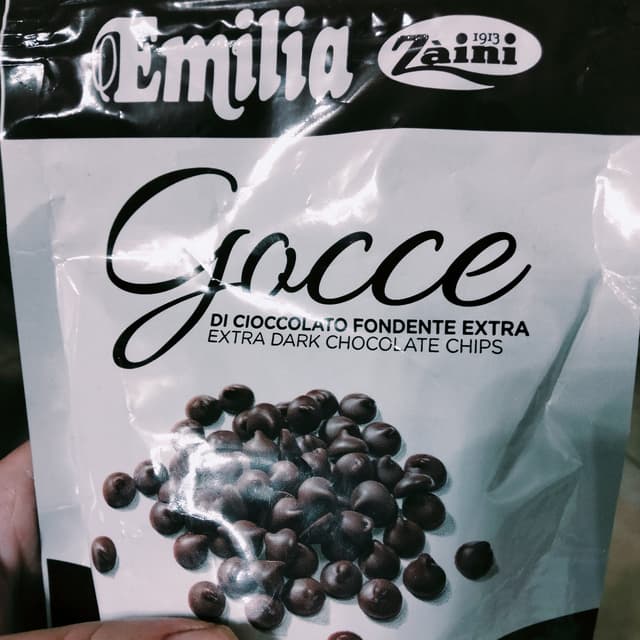 Emilia
Zàini
1913
Gocce
DI CIOCCOLATO FONDENTE EXTRA
EXTRA DARK CHOCOLATE CHIPS